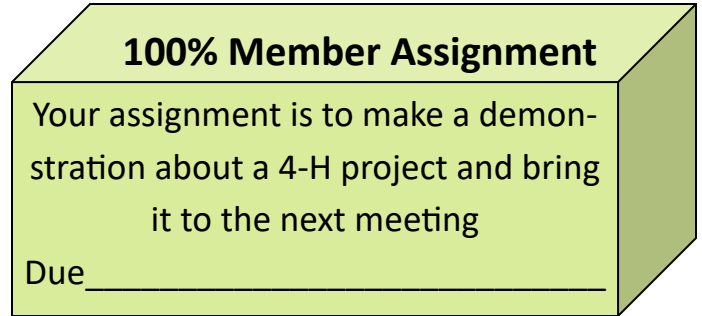 100% Member Assignment
Your assignment is to make a demon-
stration about a 4-H project and bring
it to the next meeting
Due____________________________